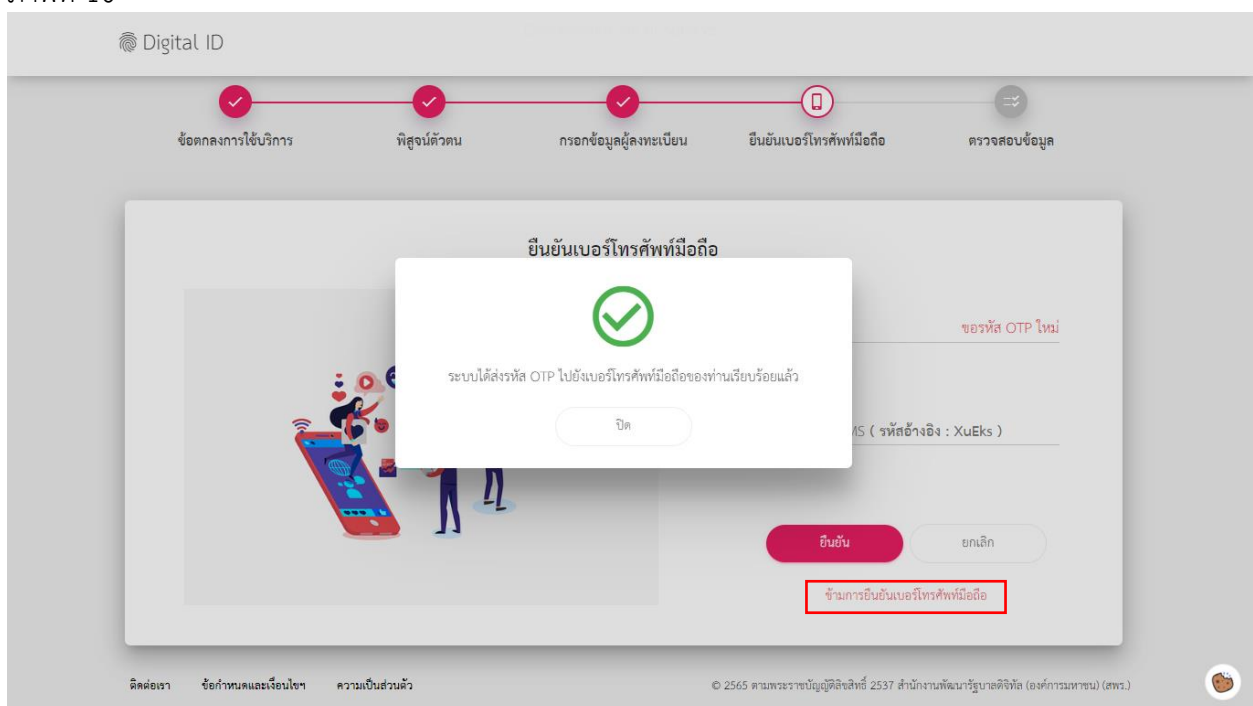 Digital ID
ข้อตกลงการใช้บริการ
พิสูจน์ตัวตน
กรอกข้อมูลผู้ลงทะเบียน
ยืนยันเบอร์โทรศัพท์มือถือ
ตรวจสอบข้อมูล
ยืนยันเบอร์โทรศัพท์มือถือ
ขอรหัส OTP ใหม่
ระบบได้ส่งรหัส OTP ไปยังเบอร์โทรศัพท์มือถือของท่านเรียบร้อยแล้ว
ปิด
MS ( รหัสอ้างอิง : XuEks )
ยืนยัน
ยกเลิก
ข้ามการยืนยันเบอร์โทรศัพท์มือถือ
ติดต่อเรา
ข้อกำหนดและเงื่อนไขฯ
ความเป็นส่วนตัว
© 2565 ตามพระราชบัญญัติลิขสิทธิ์ 2537 สำนักงานพัฒนารัฐบาลดิจิทัล (องค์การมหาชน) (สพร.)